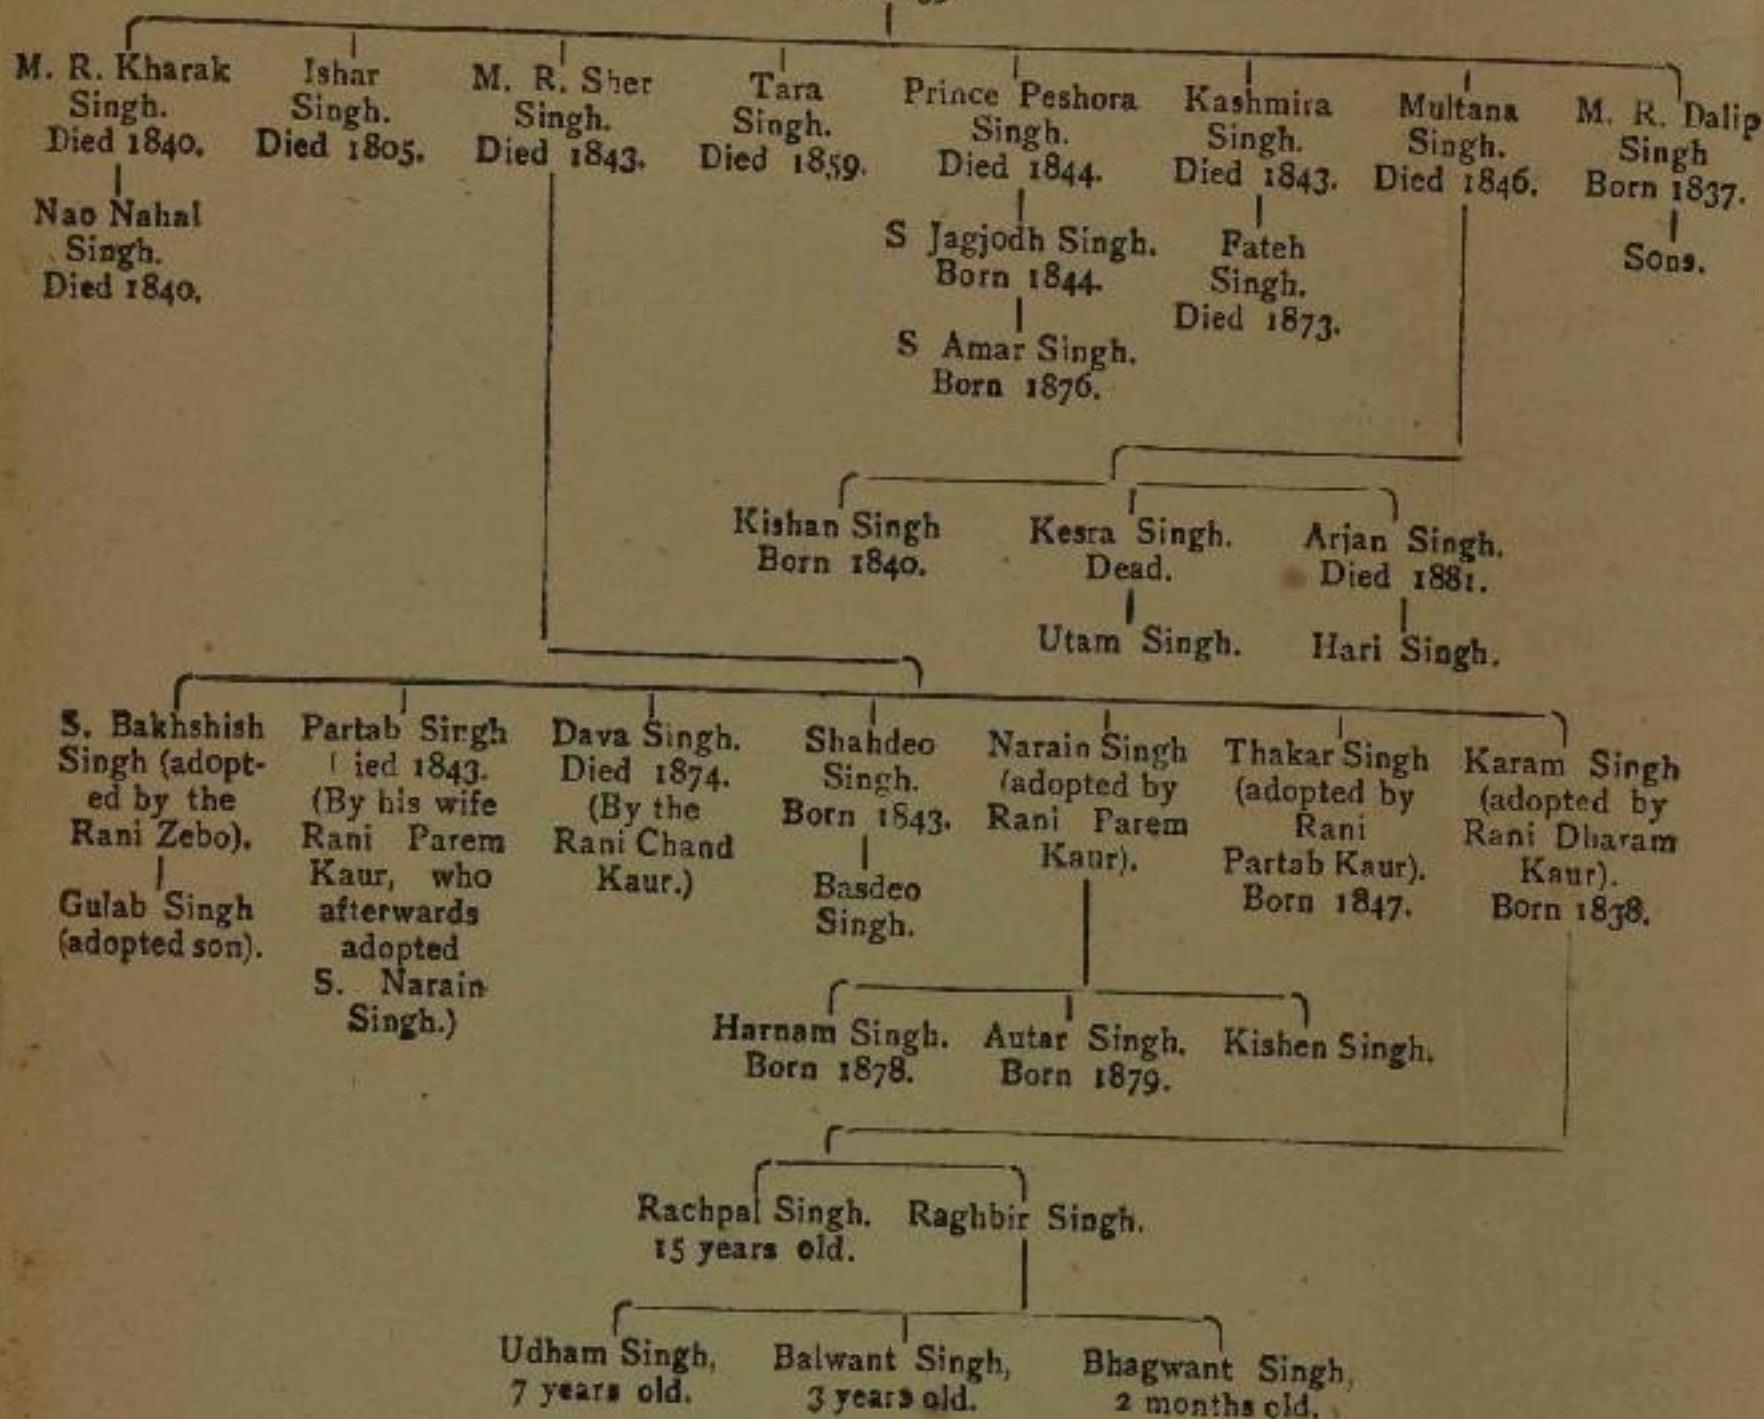 M. R. Kharak
Singh.
Died 1840.
Nao Nahal
Singh.
Died 1840.
Ishar
Singh.
Died 1805.
M. R. Sher
Singh.
Died 1843.
Tara
Singh.
Died 1859.
Prince Peshora
Singh.
Died 1844.
S Jagjodh Singh.
Born 1844.
S Amar Singh.
Born 1876.
Kashmira
Singh.
Died 1843.
Fateh
Singh.
Died 1873.
Multana
Singh.
Died 1846.
M. R. Dalip
Singh
Born 1837.
Sons.
Kishan Singh
Born 1840.
Kesra Singh.
Dead.
Utam Singh.
Arjan Singh.
Died 1881.
Hari Singh.
S. Bakhshish
Singh (adopt-
ed by the
Rani Zebo).
Gulab Singh
(adopted son).
Partab Singh
Died 1843.
(By his wife
Rani Parem
Kaur, who
afterwards
adopted
S. Narain
Singh.)
Dava Singh.
Died 1874.
(By the
Rani Chand
Kaur.)
Shahdeo
Singh.
Born 1843.
Basdeo
Singh.
Narain Singh
(adopted by
Rani Parem
Kaur).
Thakar Singh
(adopted by
Rani
Partab Kaur).
Born 1847.
Karam Singh
(adopted by
Rani Dharam
Kaur).
Born 1838.
Harnam Singh.
Born 1878.
Autar Singh.
Born 1879.
Kishen Singh.
Rachpal Singh.
15 years old.
Raghbir Singh.
Udham Singh,
7 years old.
Balwant Singh,
3 years old.
Bhagwant Singh,
2 months old.